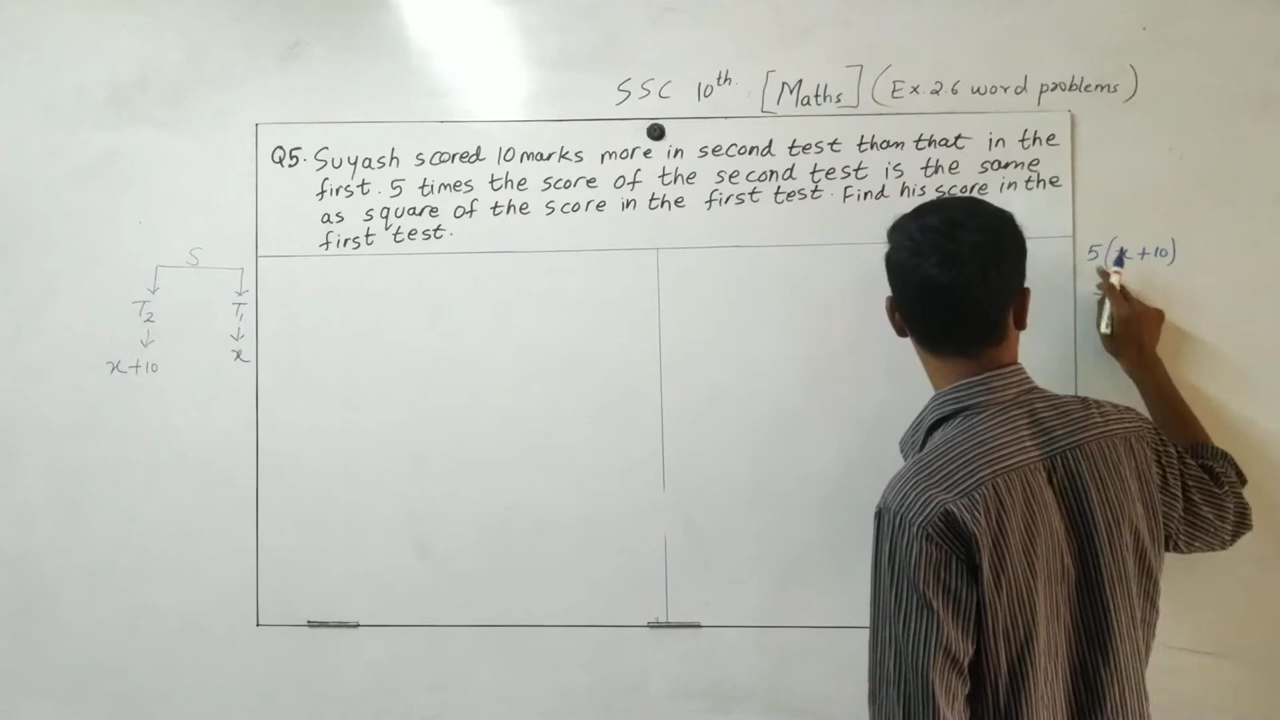 SSC 10th. [Maths] (Ex. 2.6 word problems)
Q5. Suyash scored 10 marks more in second test than that in the
first. 5 times the score of the second test is the same
as square of the score in the first test. Find his score in the
first test.
S
T2 T1
x+10 x
5(x+10)